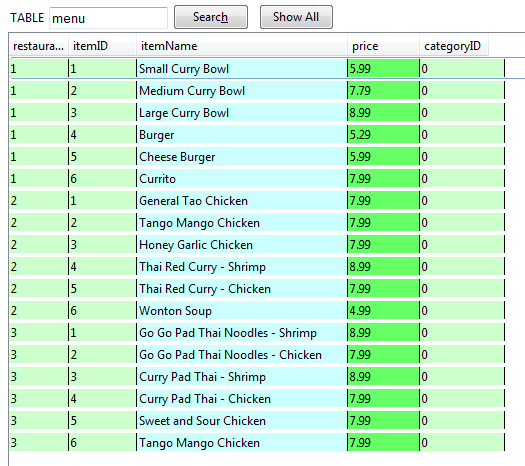 TABLE menu Search Show All
restaura... itemID itemName price categoryID
1 1 Small Curry Bowl 5.99 0
1 2 Medium Curry Bowl 7.79 0
1 3 Large Curry Bowl 8.99 0
1 4 Burger 5.29 0
1 5 Cheese Burger 5.99 0
1 6 Currito 7.99 0
2 1 General Tao Chicken 7.99 0
2 2 Tango Mango Chicken 7.99 0
2 3 Honey Garlic Chicken 7.99 0
2 4 Thai Red Curry - Shrimp 8.99 0
2 5 Thai Red Curry - Chicken 7.99 0
2 6 Wonton Soup 4.99 0
3 1 Go Go Pad Thai Noodles - Shrimp 8.99 0
3 2 Go Go Pad Thai Noodles - Chicken 7.99 0
3 3 Curry Pad Thai - Shrimp 8.99 0
3 4 Curry Pad Thai - Chicken 7.99 0
3 5 Sweet and Sour Chicken 7.99 0
3 6 Tango Mango Chicken 7.99 0